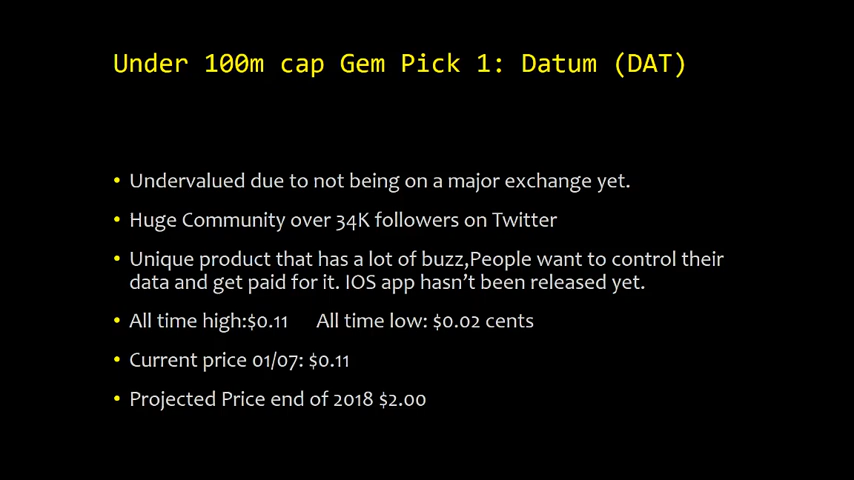 Under 100m cap Gem Pick 1: Datum (DAT)
• Undervalued due to not being on a major exchange yet.
• Huge Community over 34K followers on Twitter
• Unique product that has a lot of buzz,People want to control their
data and get paid for it. IOS app hasn’t been released yet.
• All time high:$0.11 All time low: $0.02 cents
• Current price 01/07: $0.11
• Projected Price end of 2018 $2.00